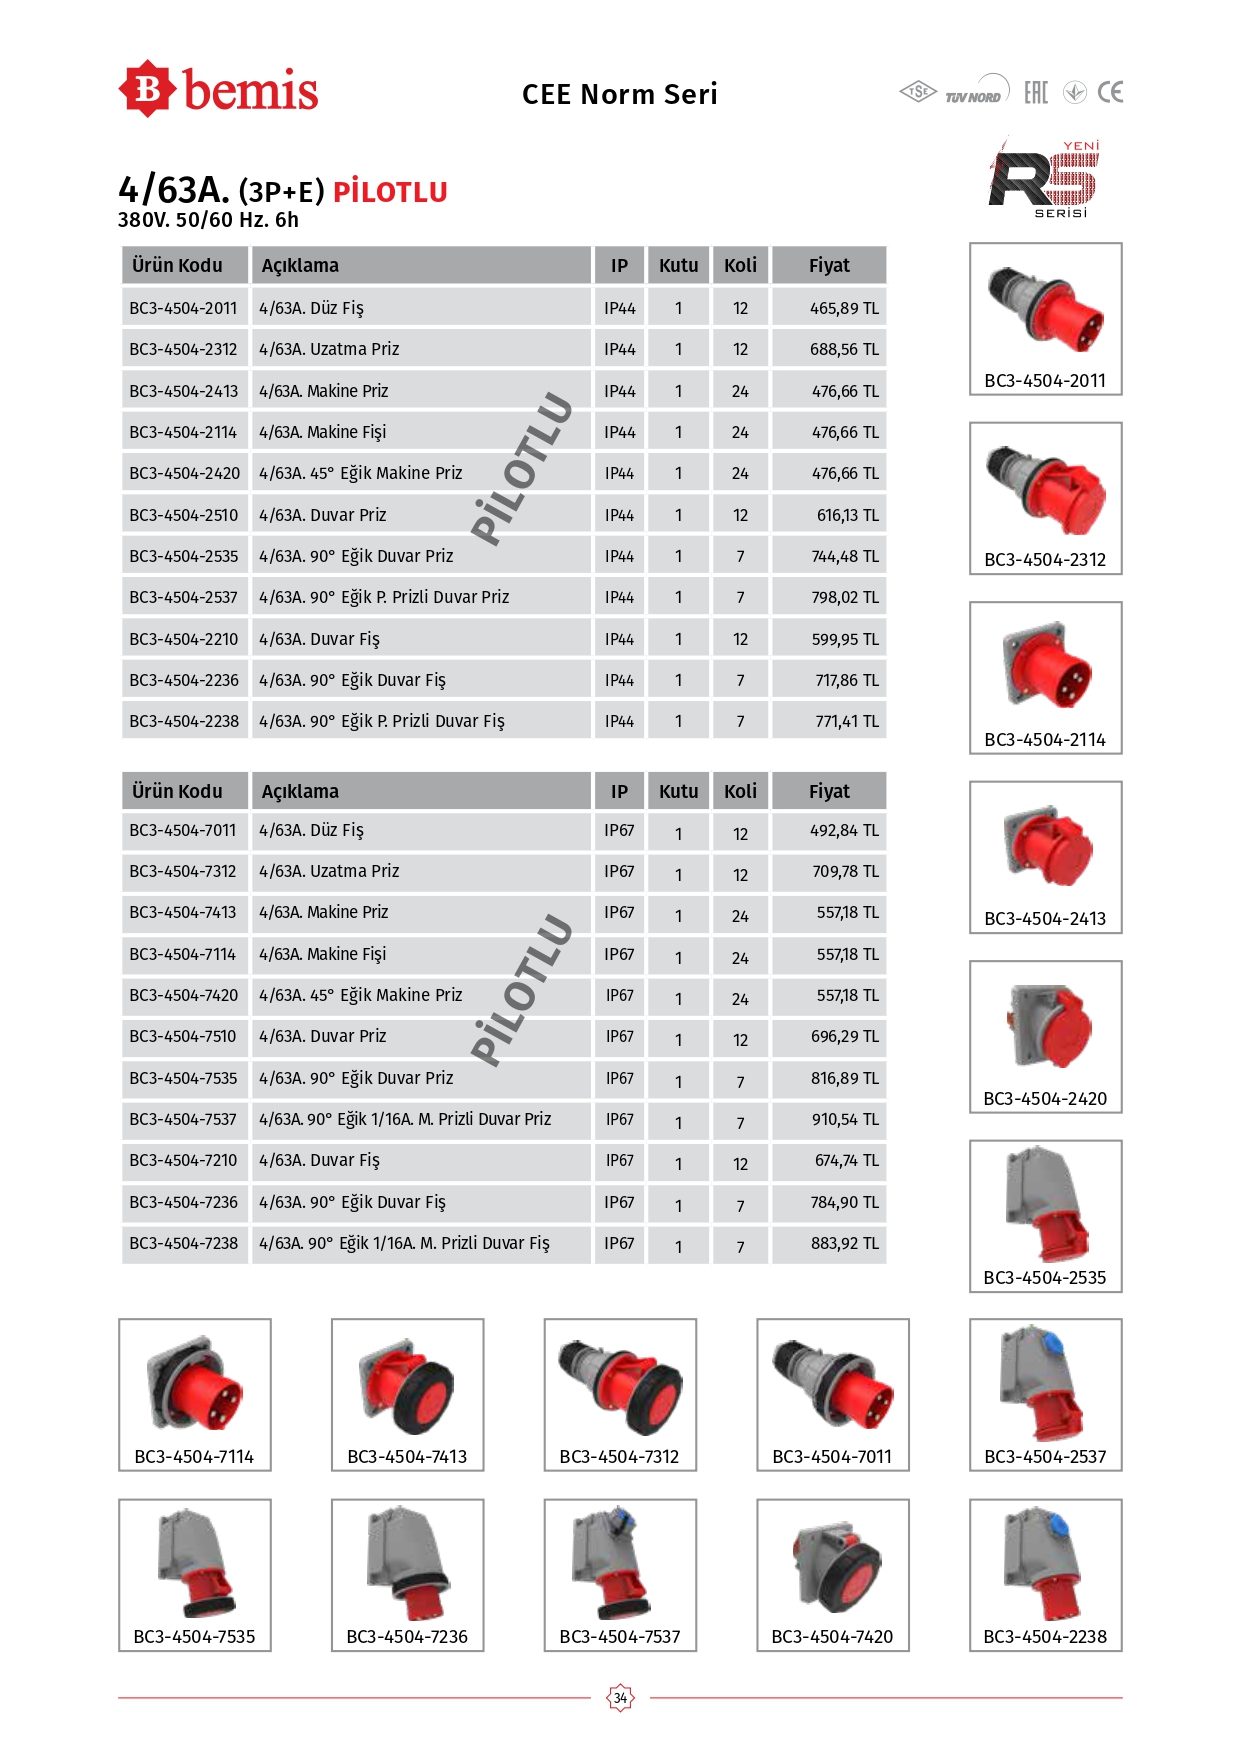 B bemis
CEE Norm Seri
TSE TÜV NORD EAC CE
YENİ
RS
SERİSİ
4/63A. (3P+E) PİLOTLU
380V. 50/60 Hz. 6h
Ürün Kodu Açıklama IP Kutu Koli Fiyat
BC3-4504-2011 4/63A. Düz Fiş IP44 1 12 465,89 TL
BC3-4504-2312 4/63A. Uzatma Priz IP44 1 12 688,56 TL
BC3-4504-2413 4/63A. Makine Priz IP44 1 24 476,66 TL
BC3-4504-2114 4/63A. Makine Fişi IP44 1 24 476,66 TL
BC3-4504-2420 4/63A. 45° Eğik Makine Priz IP44 1 24 476,66 TL
BC3-4504-2510 4/63A. Duvar Priz IP44 1 12 616,13 TL
BC3-4504-2535 4/63A. 90° Eğik Duvar Priz IP44 1 7 744,48 TL
BC3-4504-2537 4/63A. 90° Eğik P. Prizli Duvar Priz IP44 1 7 798,02 TL
BC3-4504-2210 4/63A. Duvar Fiş IP44 1 12 599,95 TL
BC3-4504-2236 4/63A. 90° Eğik Duvar Fiş IP44 1 7 717,86 TL
BC3-4504-2238 4/63A. 90° Eğik P. Prizli Duvar Fiş IP44 1 7 771,41 TL
PİLOTLU
Ürün Kodu Açıklama IP Kutu Koli Fiyat
BC3-4504-7011 4/63A. Düz Fiş IP67 1 12 492,84 TL
BC3-4504-7312 4/63A. Uzatma Priz IP67 1 12 709,78 TL
BC3-4504-7413 4/63A. Makine Priz IP67 1 24 557,18 TL
BC3-4504-7114 4/63A. Makine Fişi IP67 1 24 557,18 TL
BC3-4504-7420 4/63A. 45° Eğik Makine Priz IP67 1 24 557,18 TL
BC3-4504-7510 4/63A. Duvar Priz IP67 1 12 696,29 TL
BC3-4504-7535 4/63A. 90° Eğik Duvar Priz IP67 1 7 816,89 TL
BC3-4504-7537 4/63A. 90° Eğik 1/16A. M. Prizli Duvar Priz IP67 1 7 910,54 TL
BC3-4504-7210 4/63A. Duvar Fiş IP67 1 12 674,74 TL
BC3-4504-7236 4/63A. 90° Eğik Duvar Fiş IP67 1 7 784,90 TL
BC3-4504-7238 4/63A. 90° Eğik 1/16A. M. Prizli Duvar Fiş IP67 1 7 883,92 TL
PİLOTLU
BC3-4504-2011
BC3-4504-2312
BC3-4504-2114
BC3-4504-2413
BC3-4504-2420
BC3-4504-2535
BC3-4504-7114 BC3-4504-7413 BC3-4504-7312 BC3-4504-7011 BC3-4504-2537
BC3-4504-7535 BC3-4504-7236 BC3-4504-7537 BC3-4504-7420 BC3-4504-2238
34